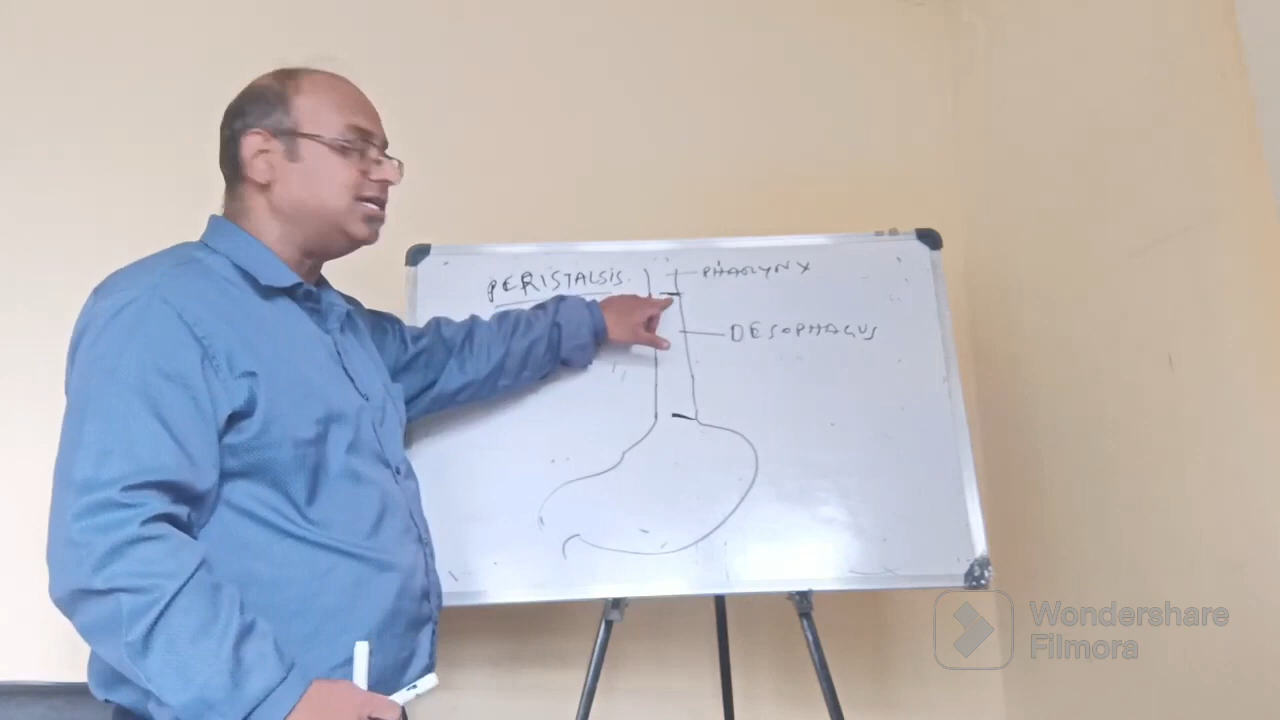 PERISTALSIS.
PHARYNX
OESOPHAGUS
Wondershare
Filmora